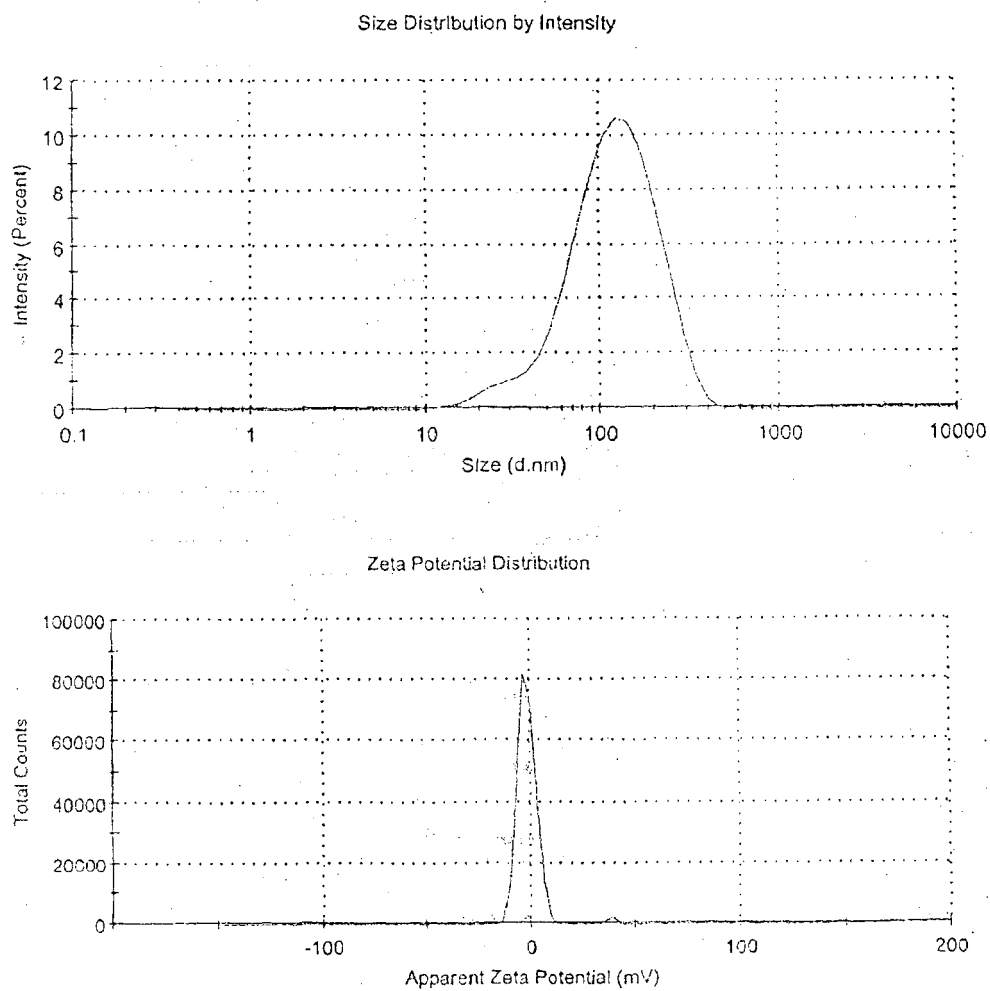 Size Distribution by Intensity
12
10
8
6
4
2
0
Intensity (Percent)
0.1 1 10 100 1000 10000
Size (d.nm)
Zeta Potential Distribution
100000
80000
60000
40000
20000
0
Total Counts
-100 0 100 200
Apparent Zeta Potential (mV)